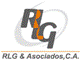 RLG
RLG & Asociados,C.A.